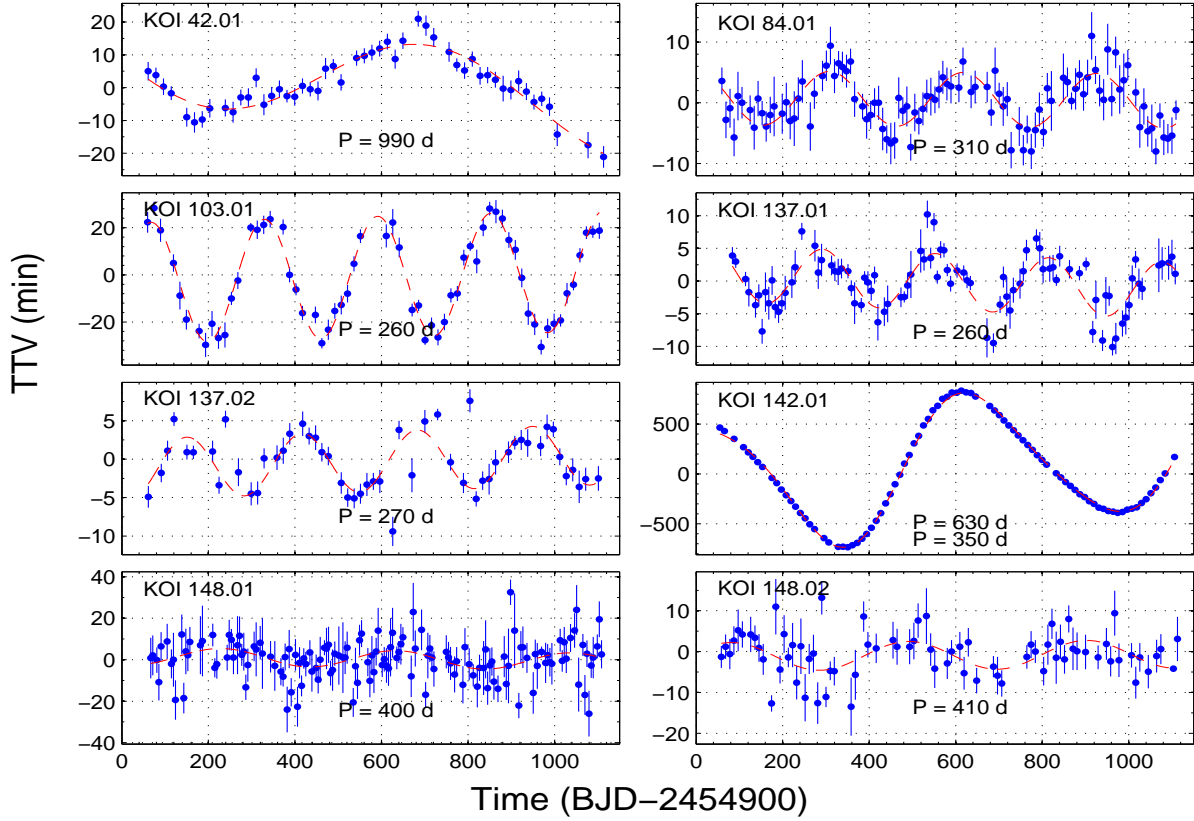 KOI 42.01
20
10
0
−10
−20
P = 990 d
KOI 84.01
10
0
−10
P = 310 d
KOI 103.01
20
0
−20
P = 260 d
KOI 137.01
10
5
0
−5
−10
P = 260 d
TTV (min)
KOI 137.02
5
0
−5
−10
P = 270 d
KOI 142.01
500
0
−500
P = 630 d
P = 350 d
KOI 148.01
40
20
0
−20
−40
P = 400 d
0 200 400 600 800 1000
KOI 148.02
10
0
−10
−20
P = 410 d
0 200 400 600 800 1000
Time (BJD−2454900)